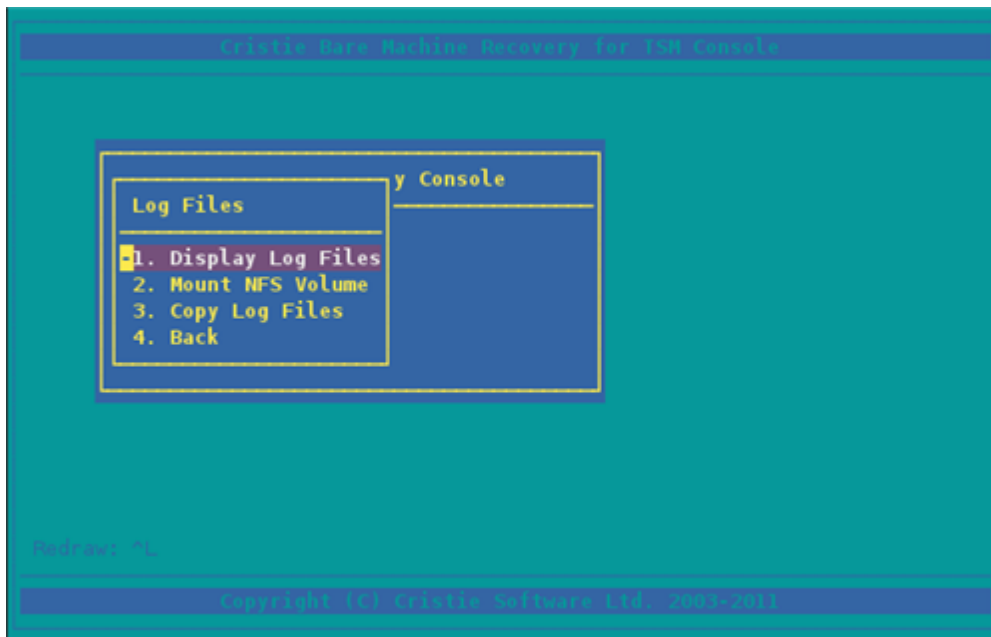 Cristie Bare Machine Recovery for TSM Console
y Console
Log Files
-1. Display Log Files
2. Mount NFS Volume
3. Copy Log Files
4. Back
Redraw: ^L
Copyright (C) Cristie Software Ltd. 2003-2011